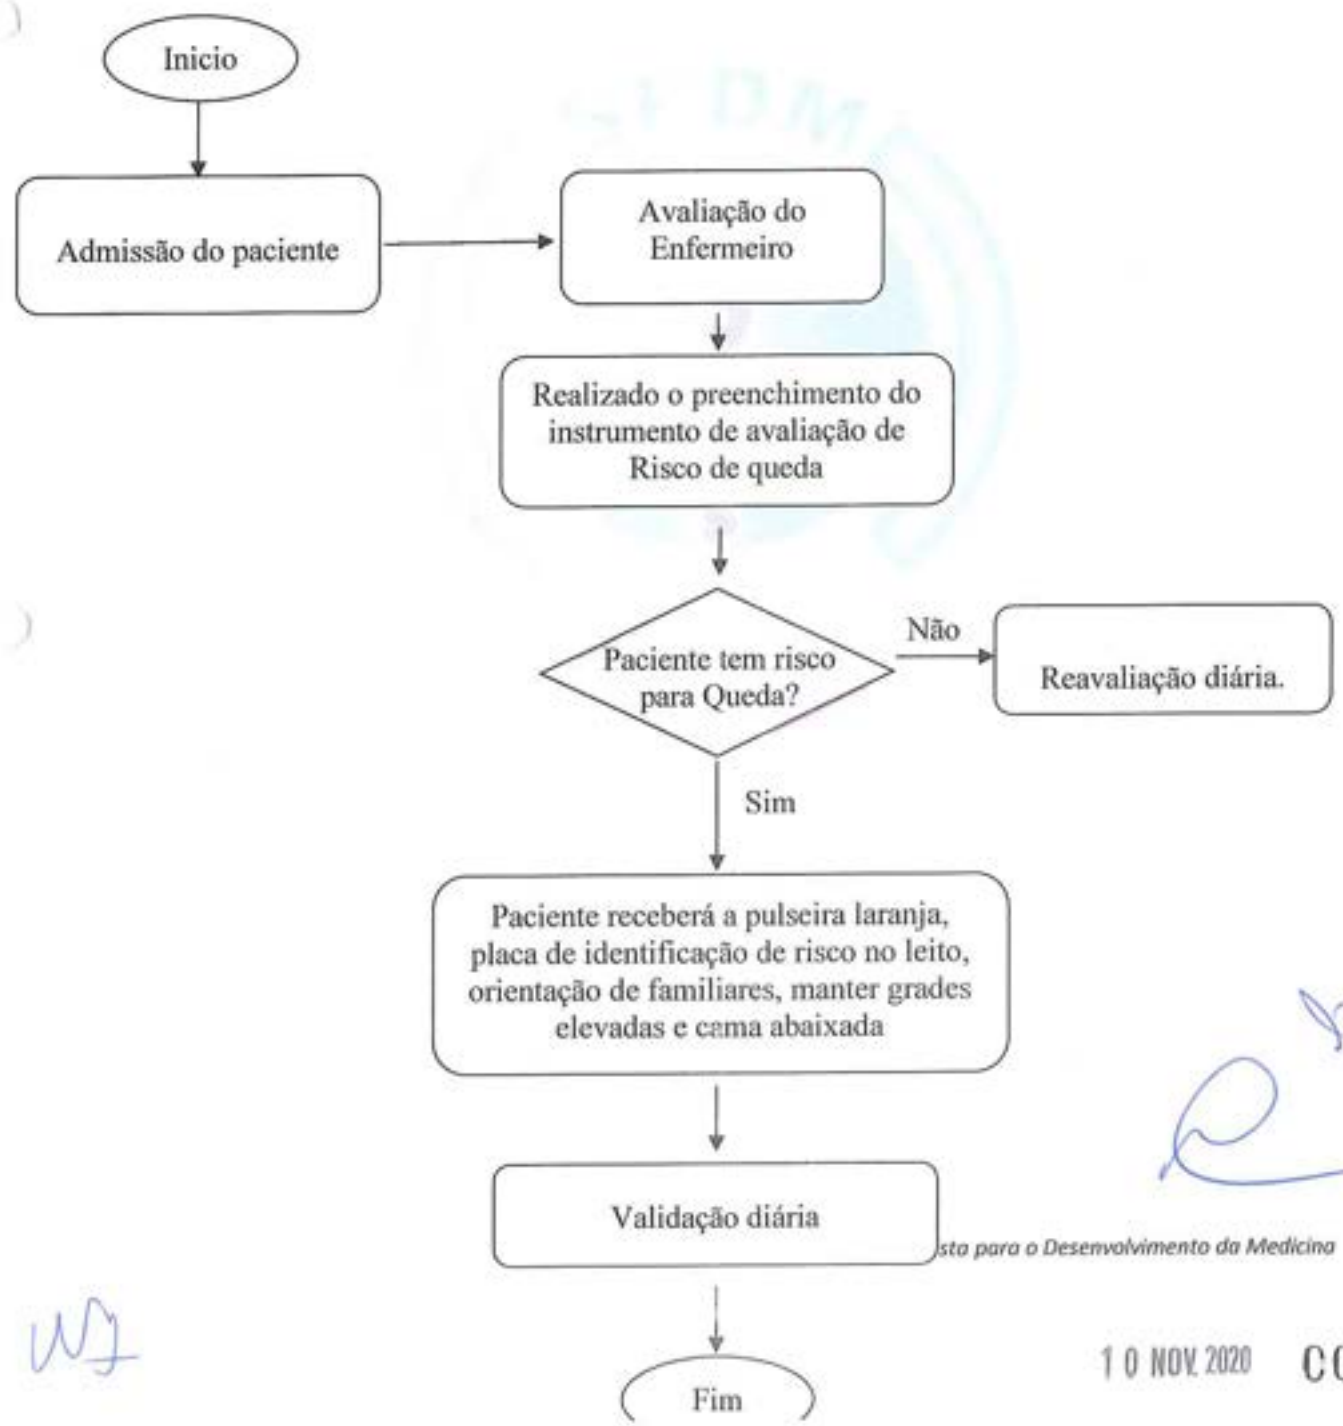 Inicio
Admissão do paciente
Avaliação do
Enfermeiro
Realizado o preenchimento do
instrumento de avaliação de
Risco de queda
Paciente tem risco
para Queda?
Não
Reavaliação diária.
Sim
Paciente receberá a pulseira laranja,
placa de identificação de risco no leito,
orientação de familiares, manter grades
elevadas e cama abaixada
Validação diária
sta para o Desenvolvimento da Medicina
10 NOV. 2020
Fim